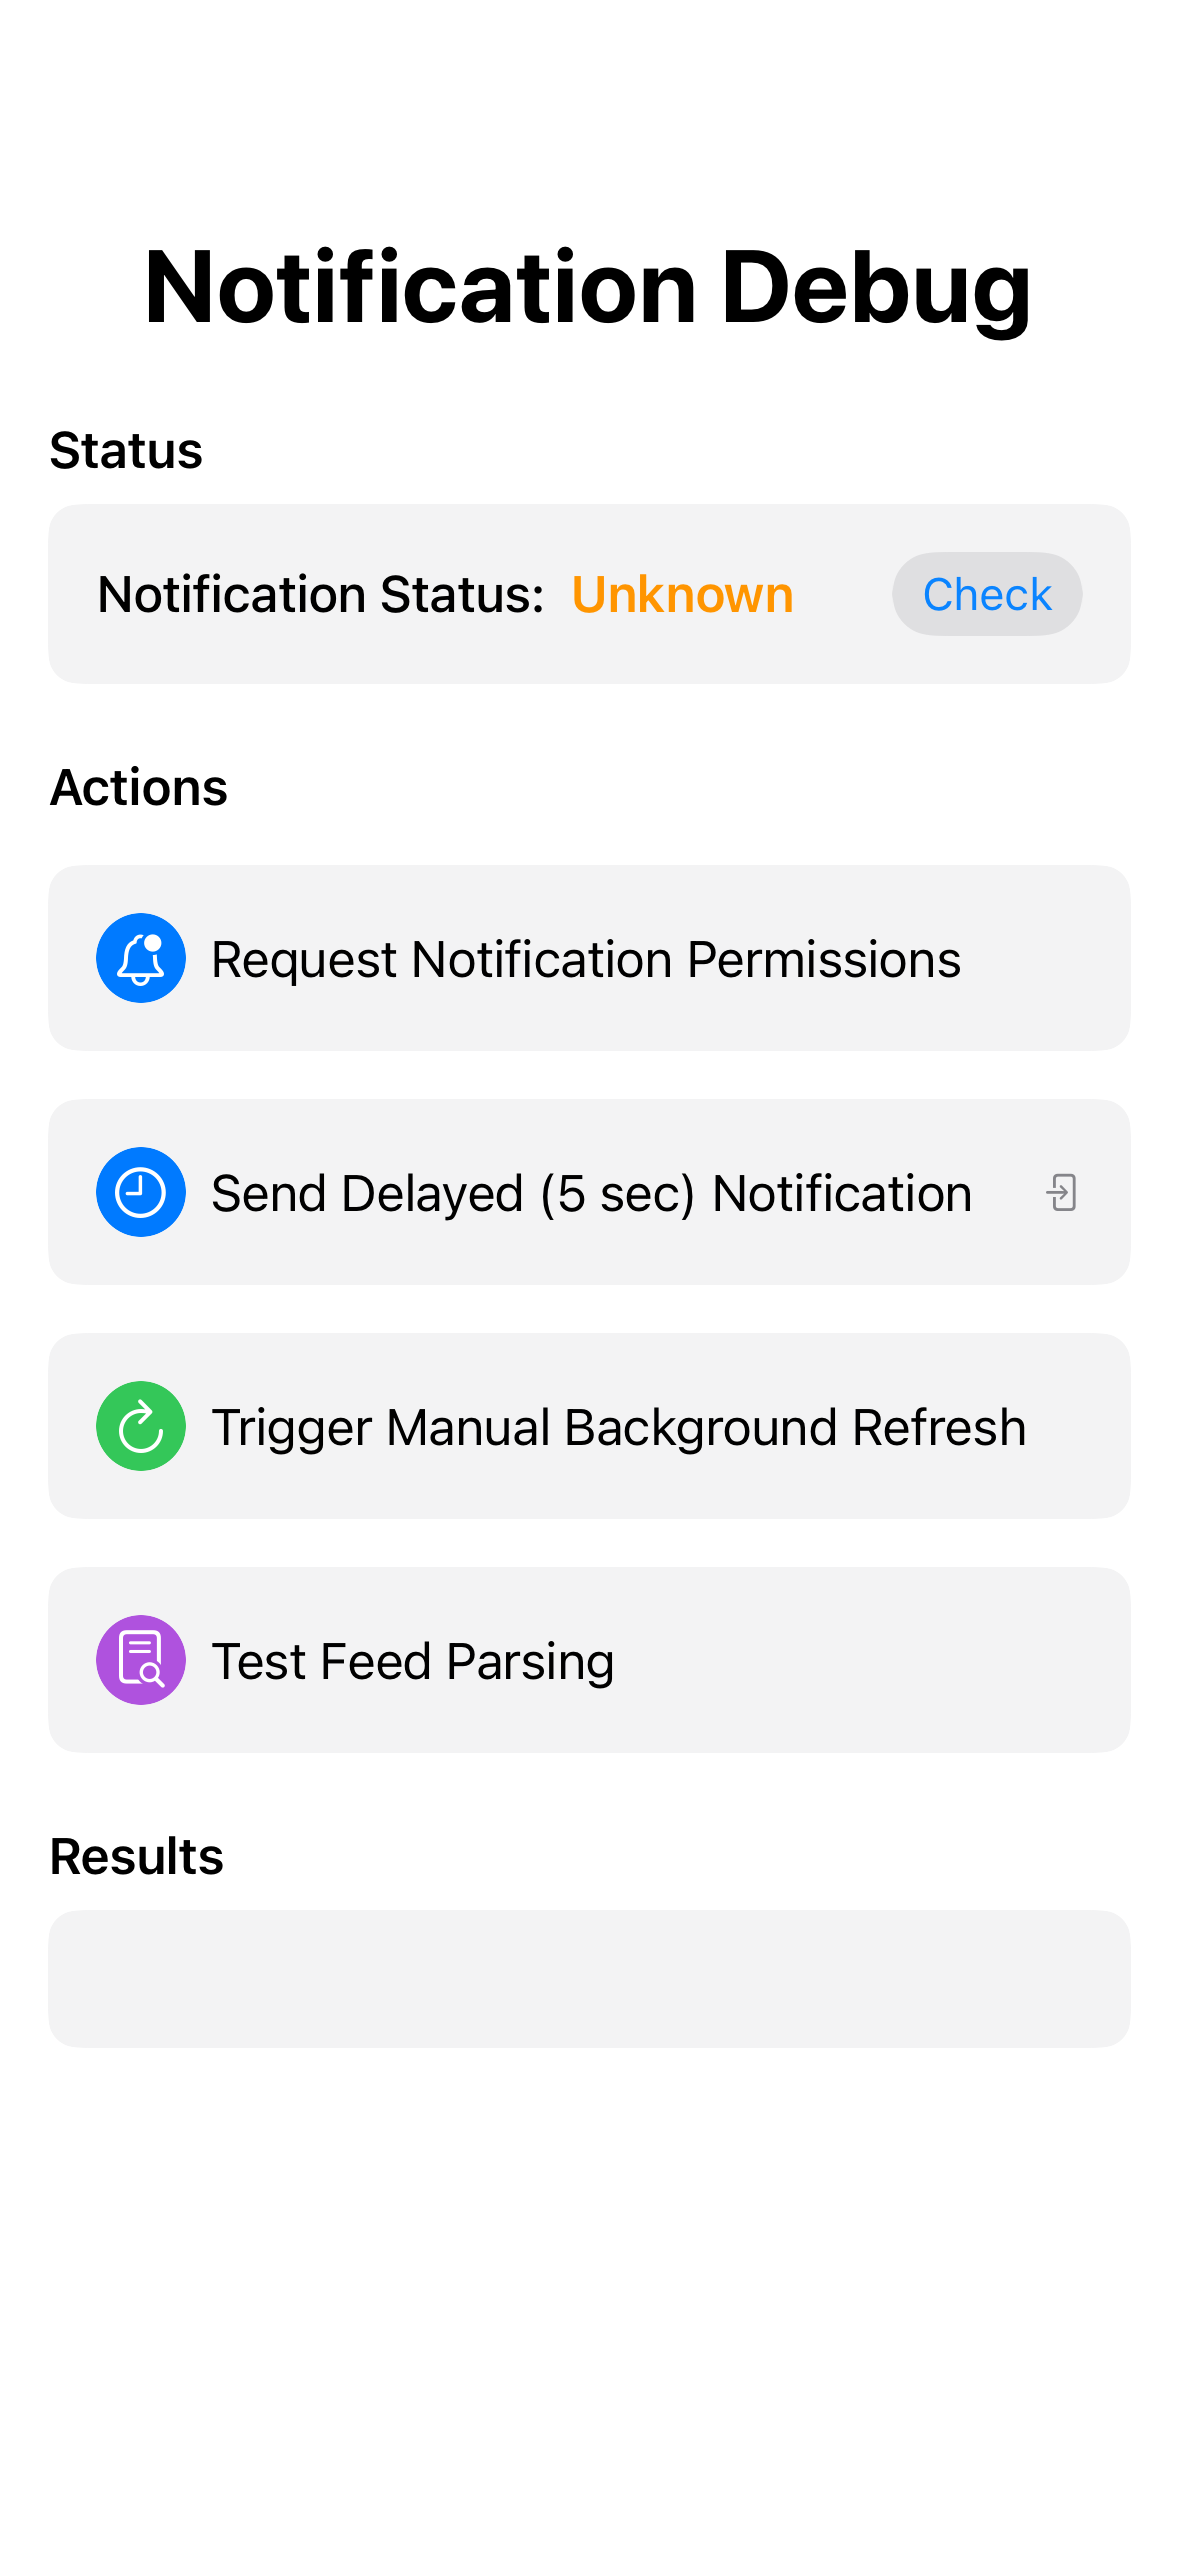 Notification Debug
Status
Notification Status: Unknown
Check
Actions
Request Notification Permissions
Send Delayed (5 sec) Notification
Trigger Manual Background Refresh
Test Feed Parsing
Results